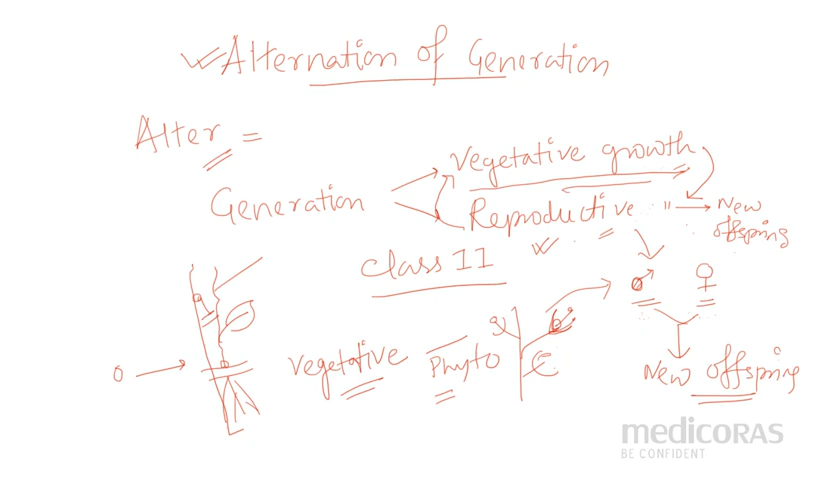 Alternation of Generation
Alter =
Vegetative growth
Generation
Reproductive " → New offspring
Class 11
♂ ♀
0 → vegetative Phyto
New offspring
medicoRAS
BE CONFIDENT